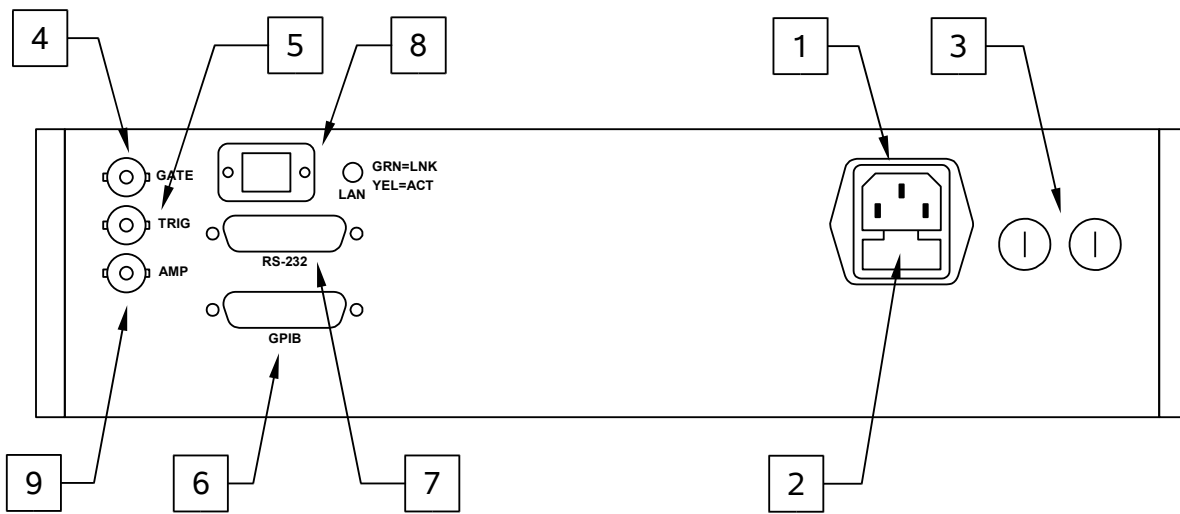 4
5
8
1
3
GATE
GRN=LNK
YEL=ACT
LAN
TRIG
RS-232
AMP
GPIB
9
6
7
2